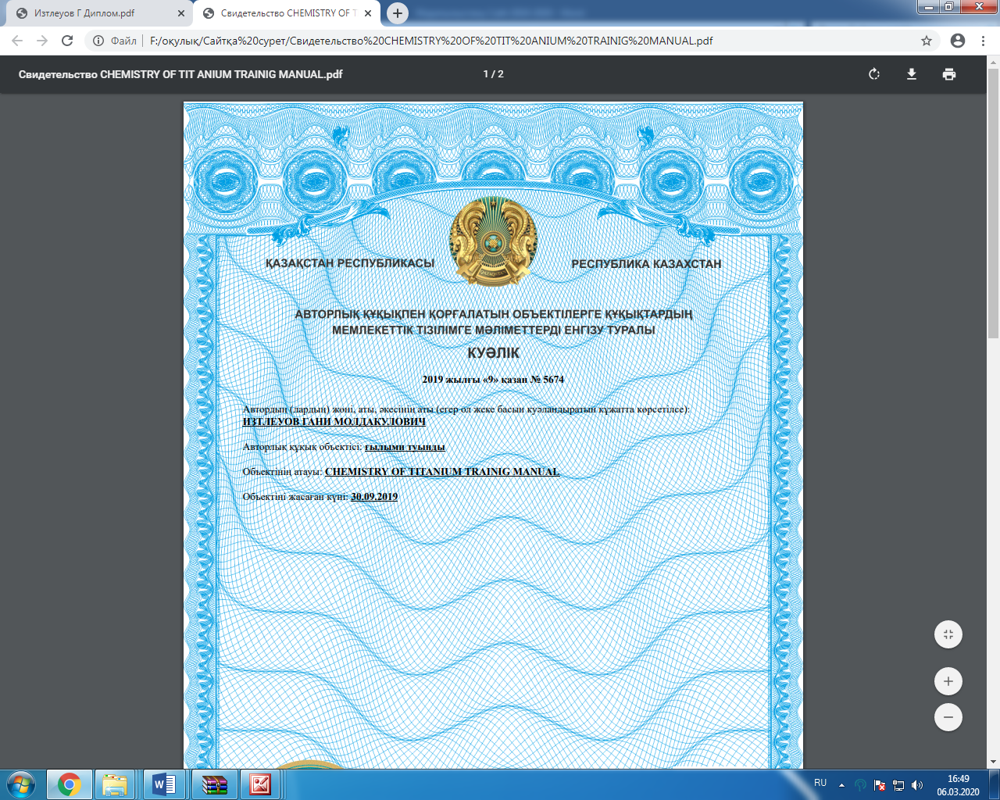 Изтлеуов Г Диплом.pdf
Свидетельство CHEMISTRY OF T
Файл
F:/оқулық/Сайтқа%20сурет/Свидетельство%20CHEMISTRY%20OF%20TIT%20ANIUM%20TRAINIG%20MANUAL.pdf
Свидетельство CHEMISTRY OF TIT ANIUM TRAINIG MANUAL.pdf
1 / 2
ҚАЗАҚСТАН РЕСПУБЛИКАСЫ
РЕСПУБЛИКА КАЗАХСТАН
АВТОРЛЫҚ ҚҰҚЫҚПЕН ҚОРҒАЛАТЫН ОБЪЕКТІЛЕРГЕ ҚҰҚЫҚТАРДЫҢ
МЕМЛЕКЕТТІК ТІЗІЛІМГЕ МӘЛІМЕТТЕРДІ ЕНГІЗУ ТУРАЛЫ
КУӘЛІК
2019 жылғы «9» қазан № 5674
Автордың (лардың) жөні, аты, әкесінің аты (егер ол жеке басын куәландыратын құжатта көрсетілсе):
ИЗТЛЕУОВ ГАНИ МОЛДАКУЛОВИЧ
Авторлық құқық объектісі: ғылыми туынды
Объектінің атауы: CHEMISTRY OF TITANIUM TRAINIG MANUAL
Объектіні жасаған күні: 30.09.2019
RU
16:49
06.03.2020